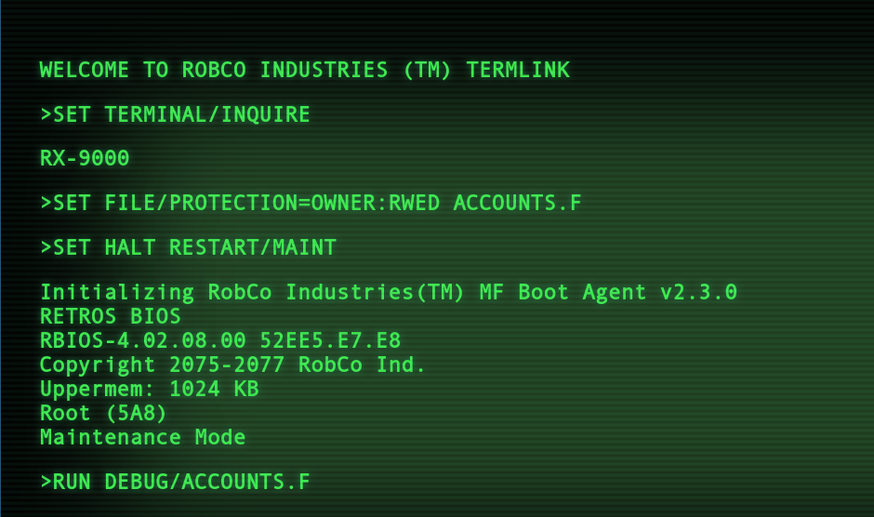 WELCOME TO ROBCO INDUSTRIES (TM) TERMLINK
>SET TERMINAL/INQUIRE
RX-9000
>SET FILE/PROTECTION=OWNER:RWED ACCOUNTS.F
>SET HALT RESTART/MAINT
Initializing RobCo Industries(TM) MF Boot Agent v2.3.0
RETROS BIOS
RBIOS-4.02.08.00 52EE5.E7.E8
Copyright 2075-2077 RobCo Ind.
Uppermem: 1024 KB
Root (5A8)
Maintenance Mode
>RUN DEBUG/ACCOUNTS.F